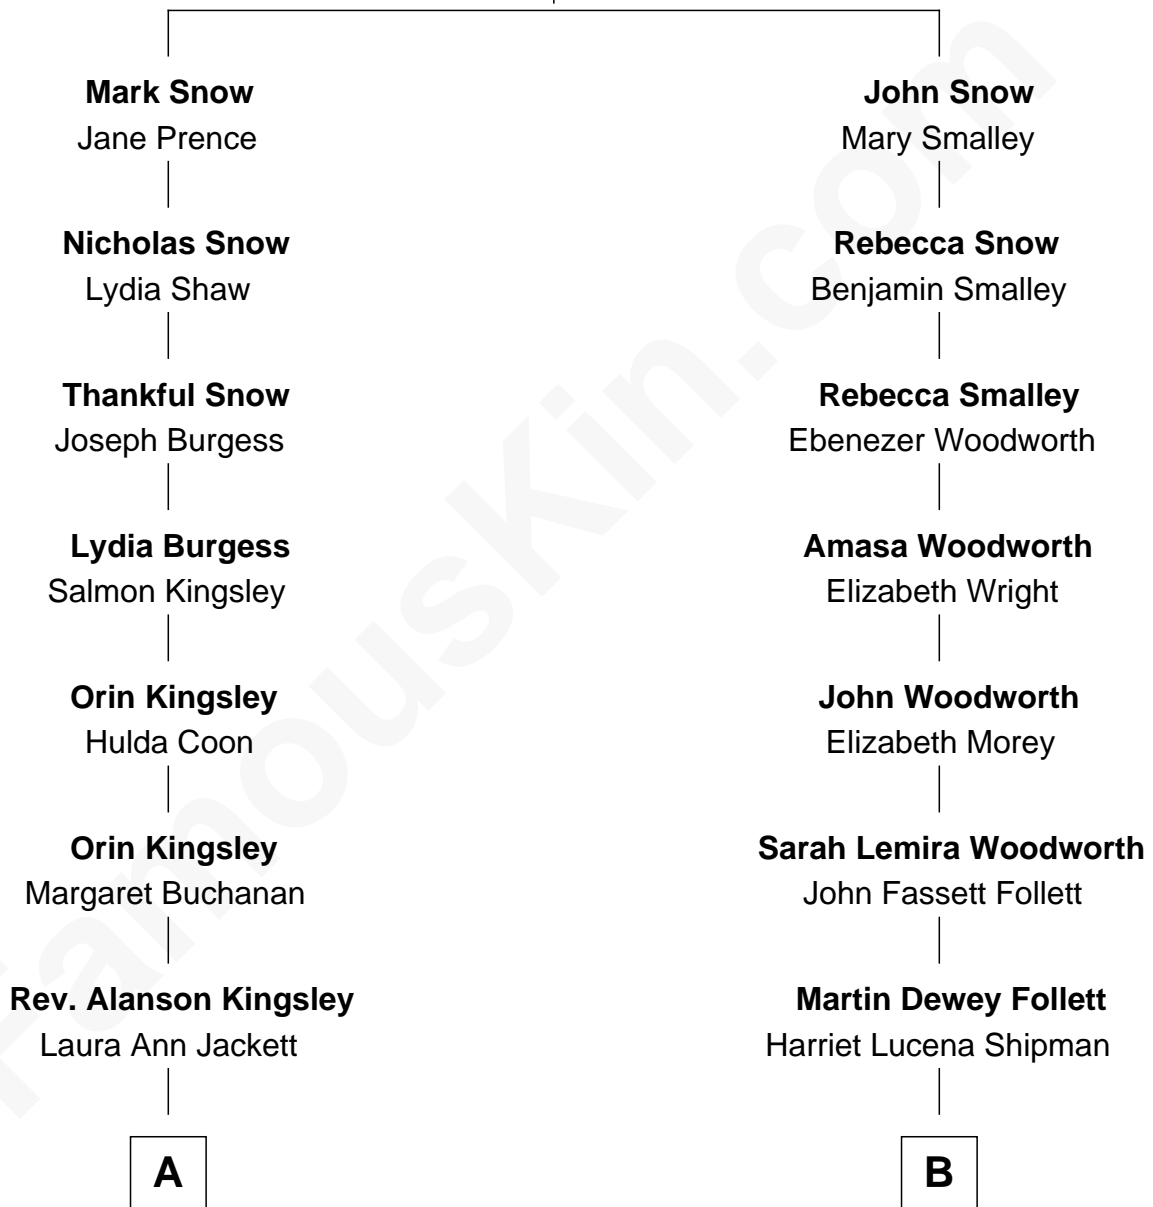 Mark Snow
Jane Prence
Nicholas Snow
Lydia Shaw
Thankful Snow
Joseph Burgess
Lydia Burgess
Salmon Kingsley
Orin Kingsley
Hulda Coon
Orin Kingsley
Margaret Buchanan
Rev. Alanson Kingsley
Laura Ann Jackett
A
John Snow
Mary Smalley
Rebecca Snow
Benjamin Smalley
Rebecca Smalley
Ebenezer Woodworth
Amasa Woodworth
Elizabeth Wright
John Woodworth
Elizabeth Morey
Sarah Lemira Woodworth
John Fassett Follett
Martin Dewey Follett
Harriet Lucena Shipman
B
FamousKin.com